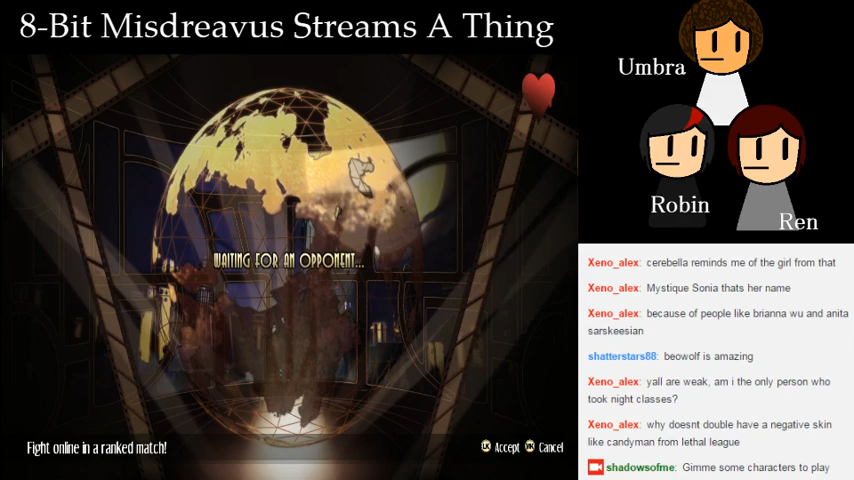 8-Bit Misdreavus Streams A Thing
Umbra
Robin
Ren
WAITING FOR AN OPPONENT...
Fight online in a ranked match!
LK Accept MK Cancel
Xeno_alex: cerebella reminds me of the girl from that
Xeno_alex: Mystique Sonia thats her name
Xeno_alex: because of people like brianna wu and anita
sarskeesian
shatterstars88: beowolf is amazing
Xeno_alex: yall are weak, am i the only person who
took night classes?
Xeno_alex: why doesnt double have a negative skin
like candyman from lethal league
shadowsofme: Gimme some characters to play